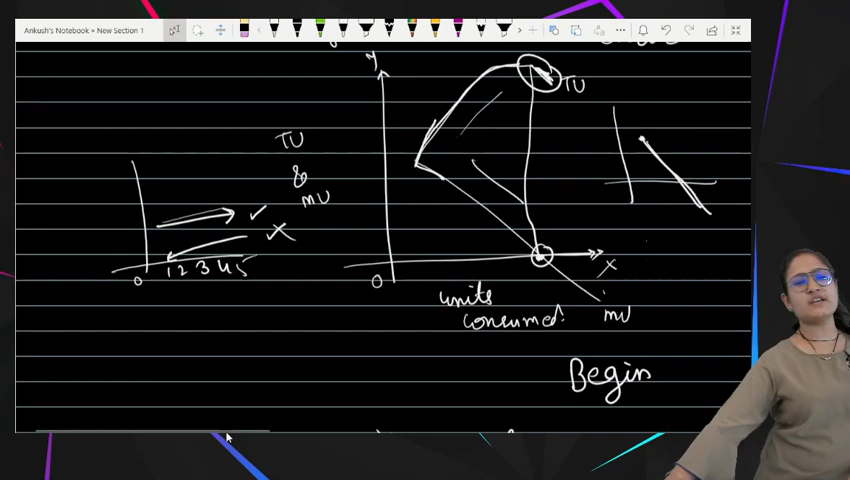 Ankush's Notebook » New Section 1
y
TU
TU
&
MU
0
1 2 3 4 5
0
X
units
consumed.
MU
Begin